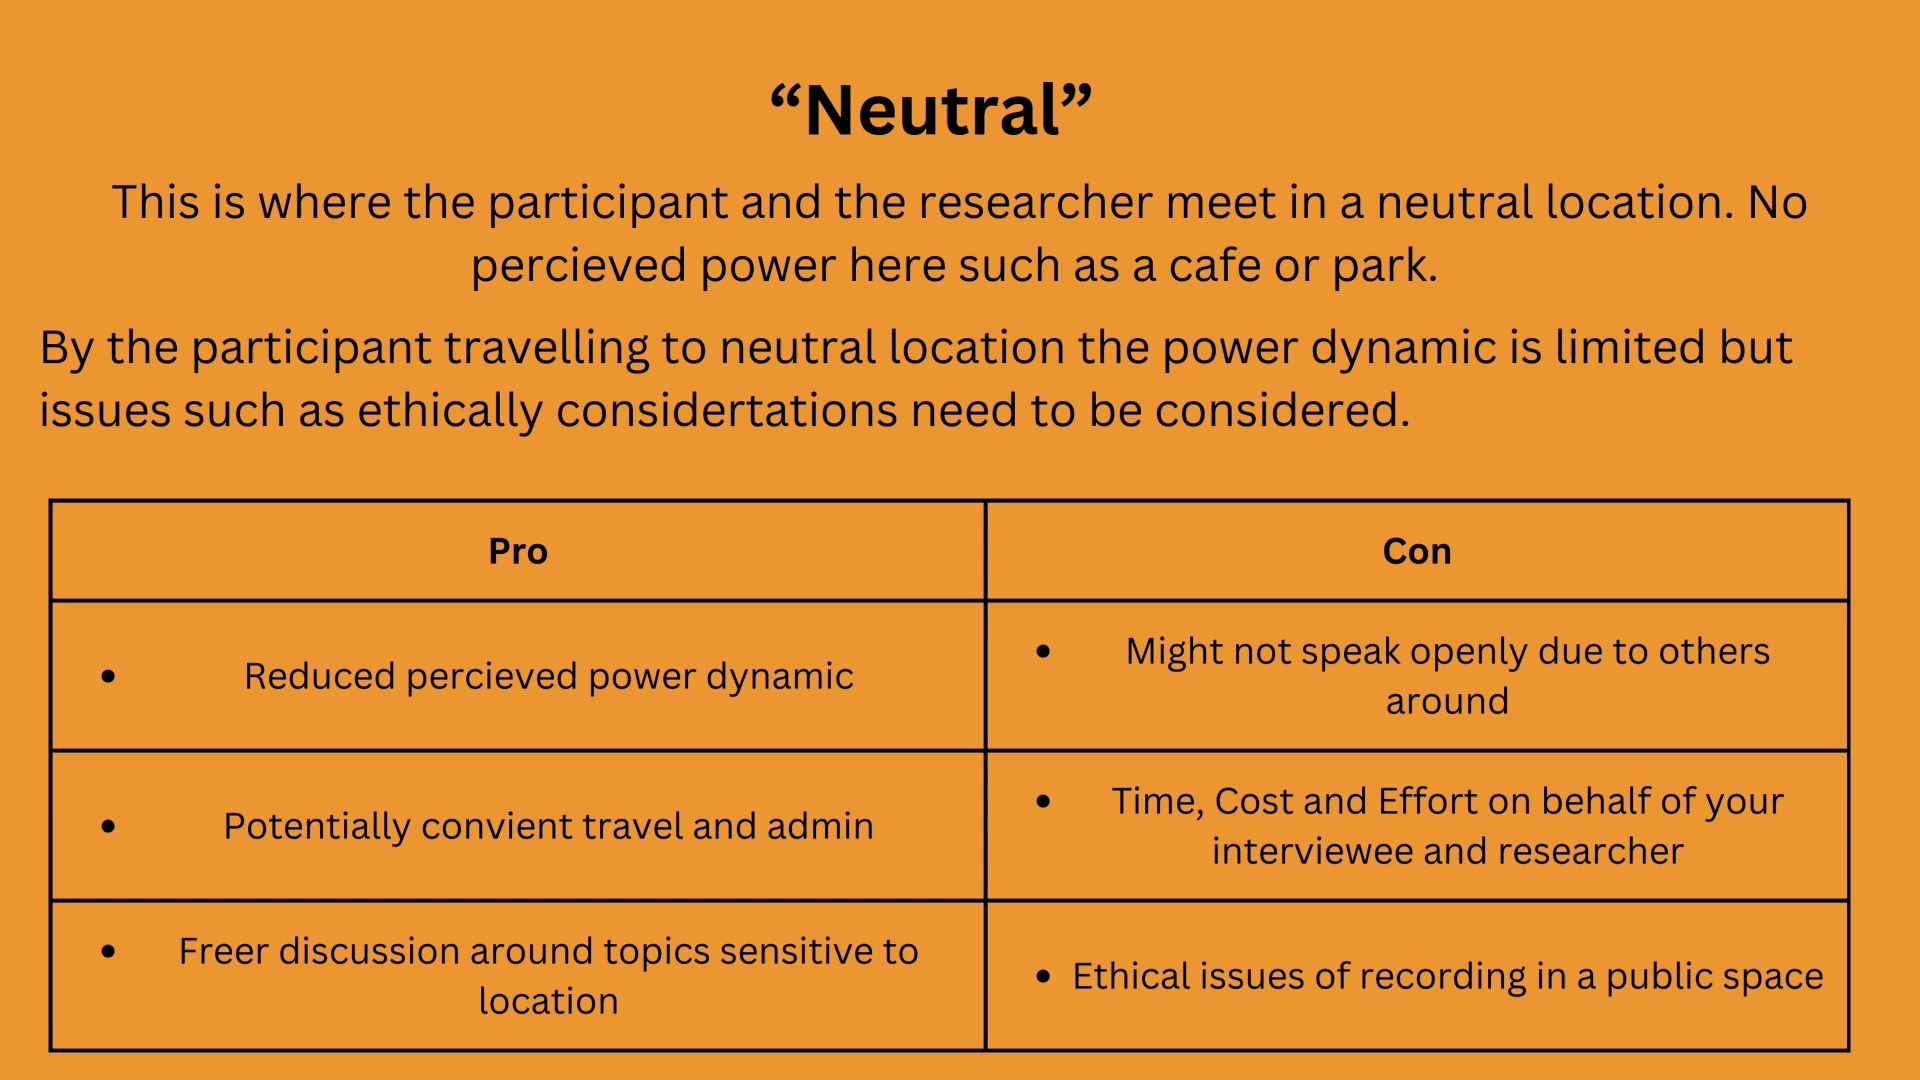 “Neutral”
This is where the participant and the researcher meet in a neutral location. No
percieved power here such as a cafe or park.
By the participant travelling to neutral location the power dynamic is limited but
issues such as ethically considertations need to be considered.
Pro
Con
• Reduced percieved power dynamic
• Might not speak openly due to others
around
• Potentially convient travel and admin
• Time, Cost and Effort on behalf of your
interviewee and researcher
• Freer discussion around topics sensitive to
location
• Ethical issues of recording in a public space